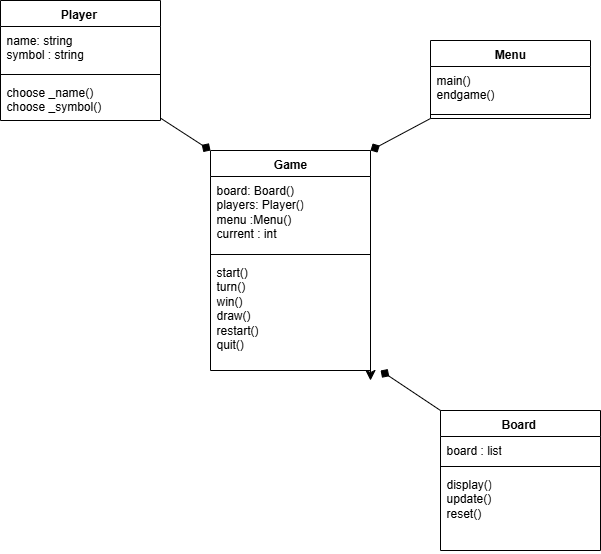 Player
name: string
symbol : string
choose _name()
choose _symbol()
Menu
main()
endgame()
Game
board: Board()
players: Player()
menu :Menu()
current : int
start()
turn()
win()
draw()
restart()
quit()
Board
board : list
display()
update()
reset()